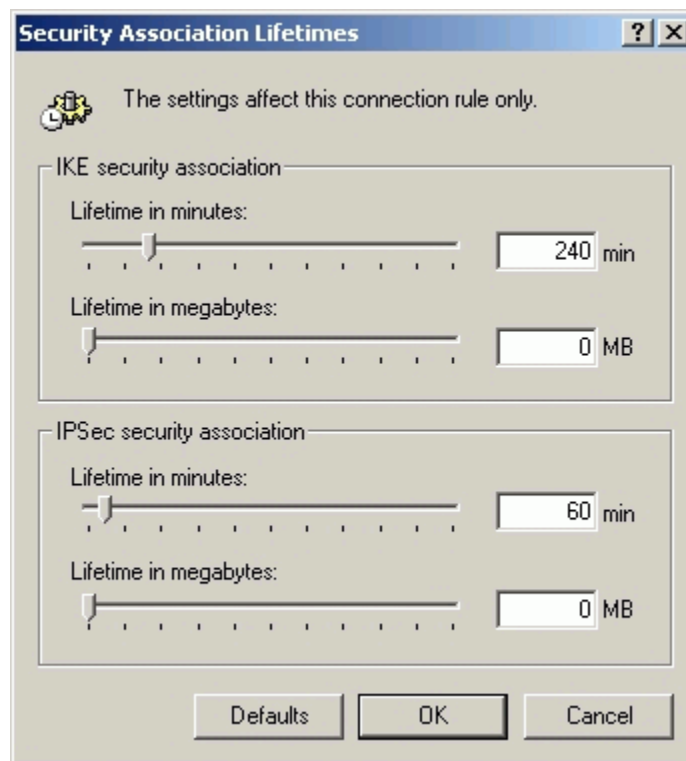 Security Association Lifetimes
The settings affect this connection rule only.
IKE security association
Lifetime in minutes:
240 min
Lifetime in megabytes:
0 MB
IPSec security association
Lifetime in minutes:
60 min
Lifetime in megabytes:
0 MB
Defaults OK Cancel